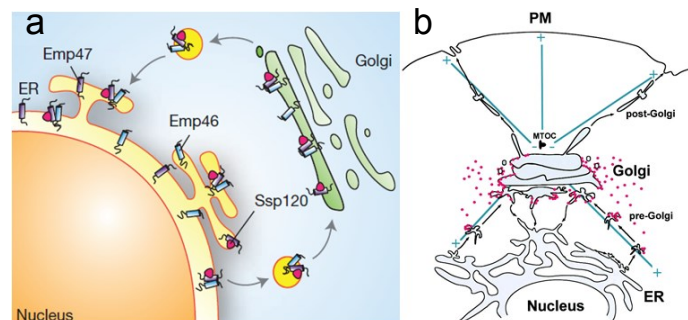 a
Emp47
ER
Golgi
Emp46
Ssp120
Nucleus
b
PM
+
+
+
post-Golgi
MTOC
-
-
-
Golgi
pre-Golgi
+
+
ER
Nucleus